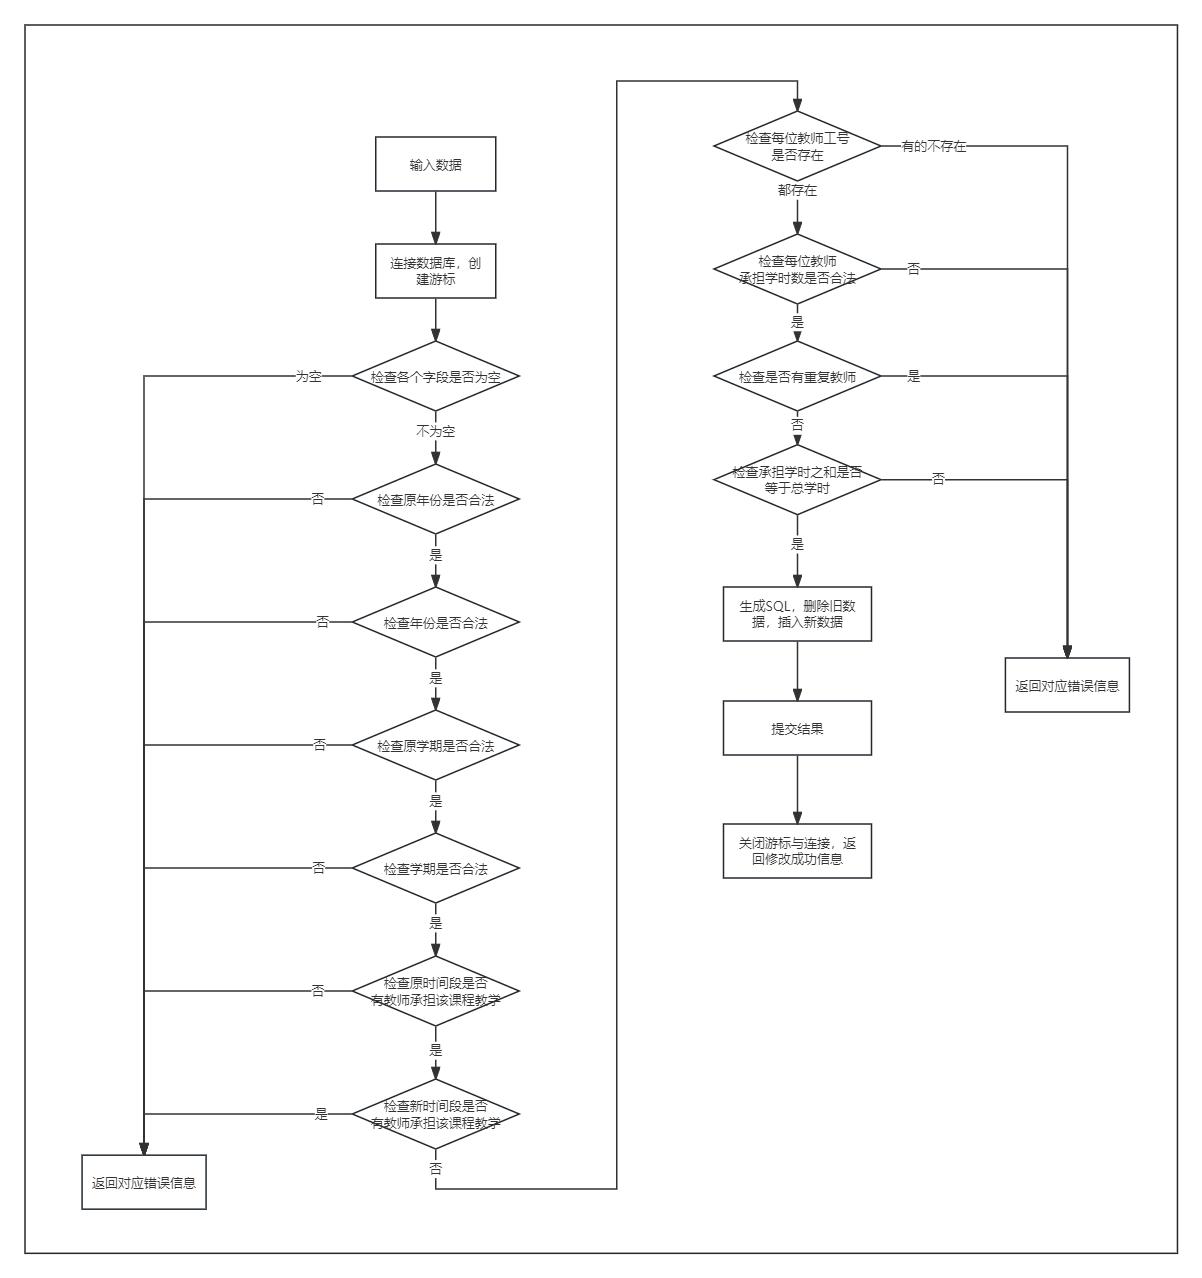 输入数据
连接数据库，创
建游标
检查各个字段是否为空
为空
不为空
检查原年份是否合法
否
是
检查年份是否合法
否
是
检查原学期是否合法
否
是
检查学期是否合法
否
是
检查原时间段是否
有教师承担该课程教学
否
是
检查新时间段是否
有教师承担该课程教学
是
否
返回对应错误信息
检查每位教师工号
是否存在
有的不存在
都存在
检查每位教师
承担学时数是否合法
否
是
检查是否有重复教师
是
否
检查承担学时之和是否
等于总学时
否
是
生成SQL，删除旧数
据，插入新数据
返回对应错误信息
提交结果
关闭游标与连接，返
回修改成功信息